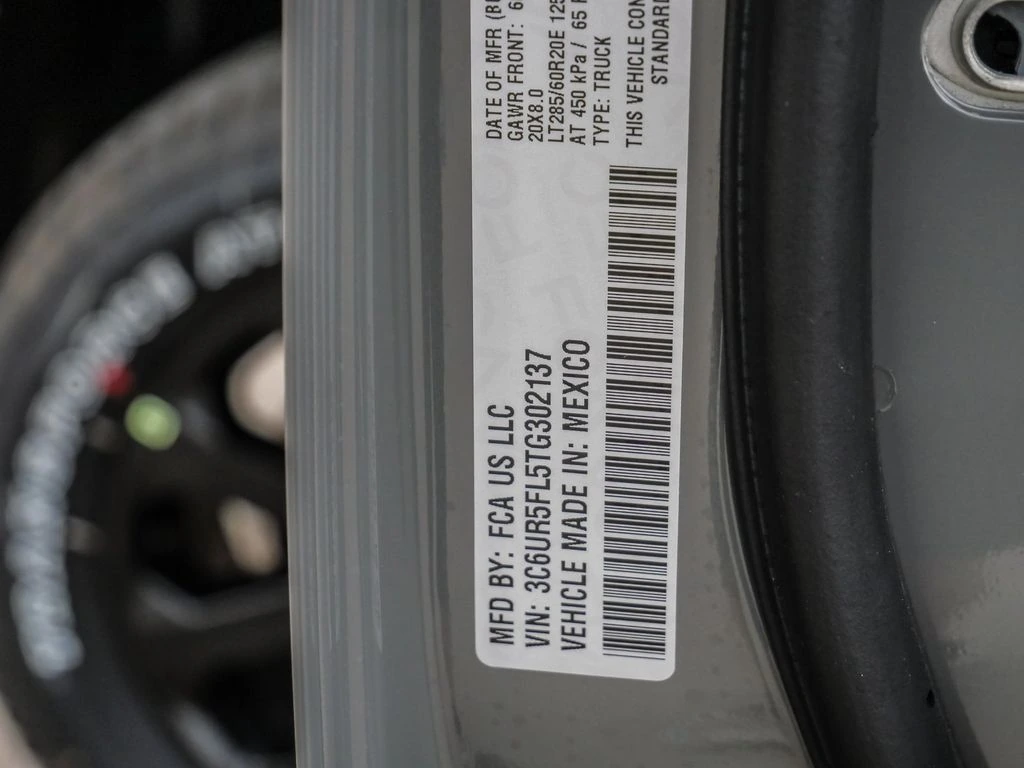 MFD BY: FCA US LLC
VIN: 3C6UR5FL5TG302137
VEHICLE MADE IN: MEXICO
DATE OF MFR
GAWR FRONT:
20X8.0
LT285/60R20E
AT 450 kPa / 65
TYPE: TRUCK
THIS VEHICLE
STANDARD